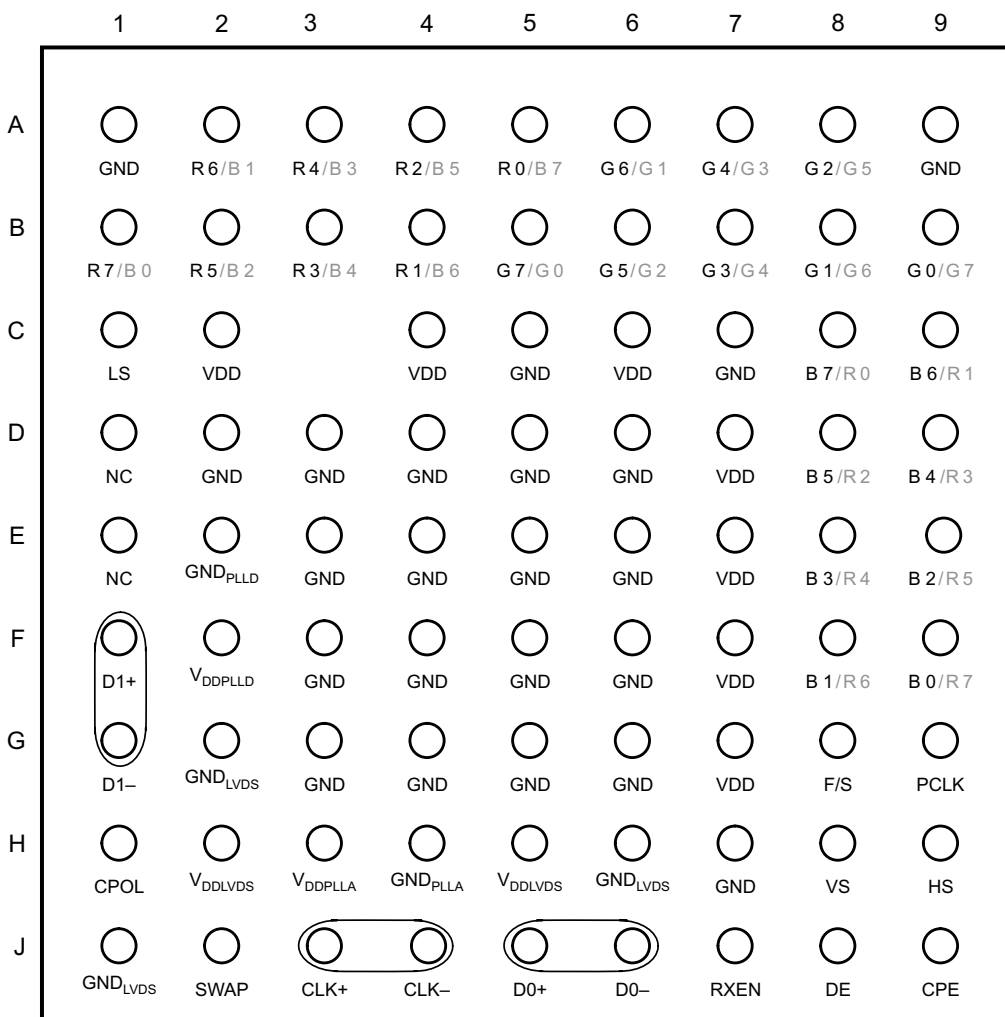 1 2 3 4 5 6 7 8 9
A
GND R6/B1 R4/B3 R2/B5 R0/B7 G6/G1 G4/G3 G2/G5 GND
B
R7/B0 R5/B2 R3/B4 R1/B6 G7/G0 G5/G2 G3/G4 G1/G6 G0/G7
C
LS VDD VDD GND VDD GND B7/R0 B6/R1
D
NC GND GND GND GND GND VDD B5/R2 B4/R3
E
NC GNDPLLD GND GND GND GND VDD B3/R4 B2/R5
F
D1+ VDDPLLD GND GND GND GND VDD B1/R6 B0/R7
G
D1– GNDLVDS GND GND GND GND VDD F/S PCLK
H
CPOL VDDLVDS VDDPLLA GNDPLLA VDDLVDS GNDLVDS GND VS HS
J
GNDLVDS SWAP CLK+ CLK– D0+ D0– RXEN DE CPE